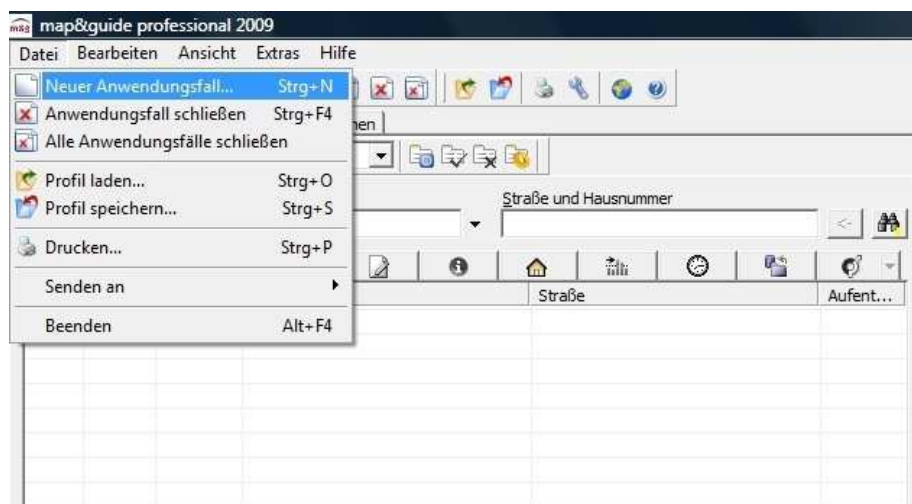 m&g map&guide professional 2009
Datei Bearbeiten Ansicht Extras Hilfe
Neuer Anwendungsfall... Strg+N
Anwendungsfall schließen Strg+F4
Alle Anwendungsfälle schließen
Profil laden... Strg+O
Profil speichern... Strg+S
Drucken... Strg+P
Senden an
Beenden Alt+F4
Straße und Hausnummer
<-
Straße Aufent...